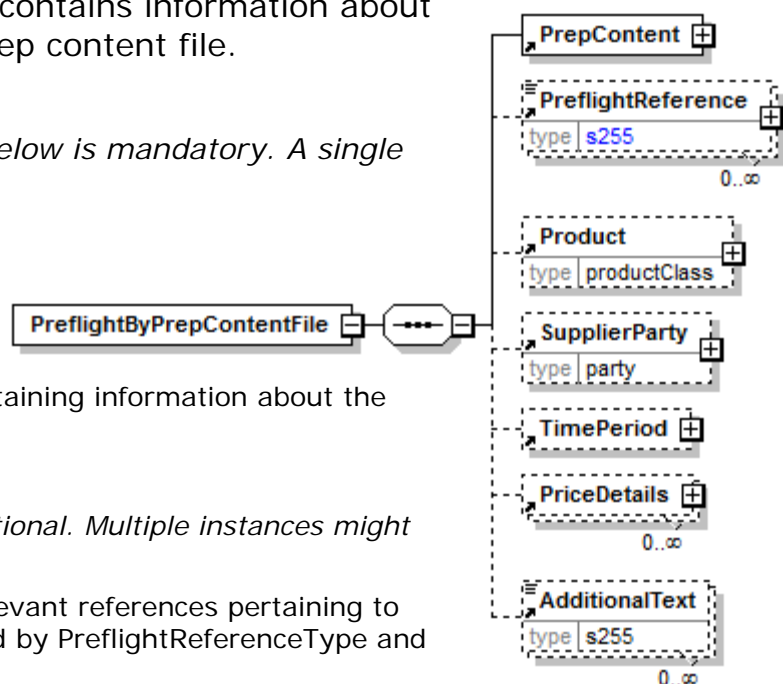 contains information about
ep content file.
elow is mandatory. A single
taining information about the
tional. Multiple instances might
evant references pertaining to
d by PreflightReferenceType and
PreflightByPrepContentFile
PrepContent
PreflightReference
type s255
0..∞
Product
type productClass
SupplierParty
type party
TimePeriod
PriceDetails
0..∞
AdditionalText
type s255
0..∞